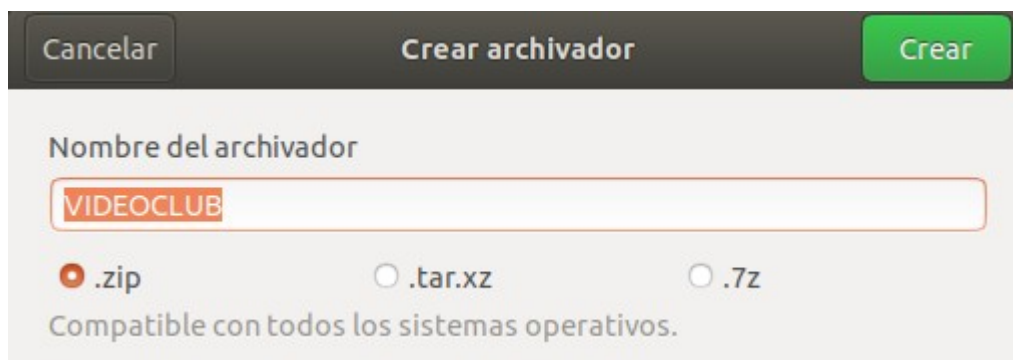 Cancelar Crear archivador Crear
Nombre del archivador
VIDEOCLUB
.zip .tar.xz .7z
Compatible con todos los sistemas operativos.